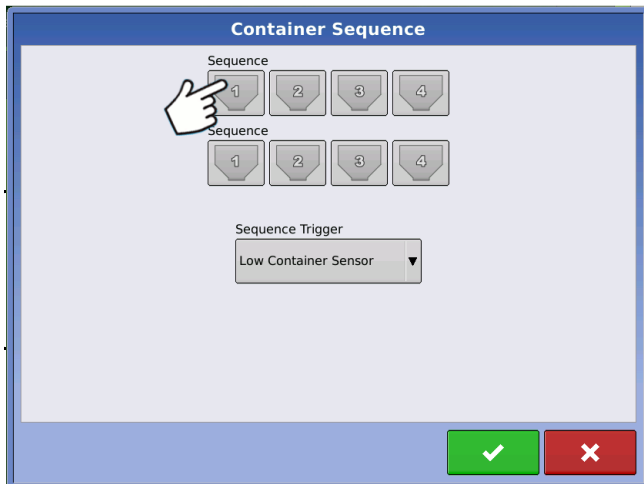 Container Sequence
Sequence
1 2 3 4
Sequence
1 2 3 4
Sequence Trigger
Low Container Sensor